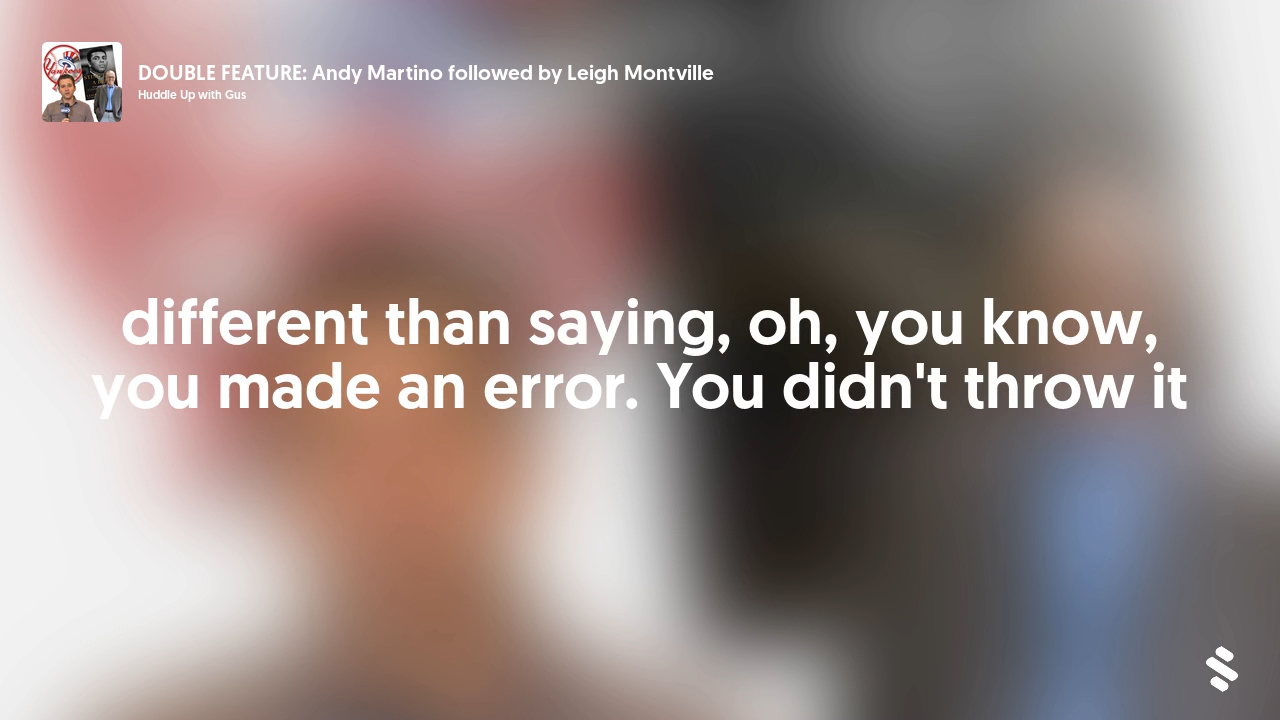 DOUBLE FEATURE: Andy Martino followed by Leigh Montville
Huddle Up with Gus
different than saying, oh, you know,
you made an error. You didn't throw it